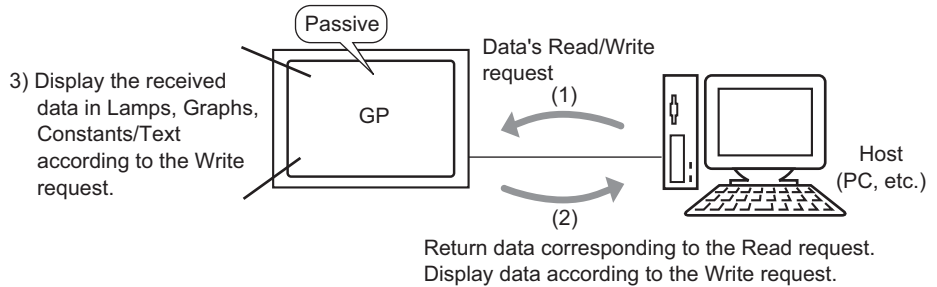 Passive
Data's Read/Write
request
(1)
3) Display the received
data in Lamps, Graphs,
Constants/Text
according to the Write
request.
GP
Host
(PC, etc.)
(2)
Return data corresponding to the Read request.
Display data according to the Write request.